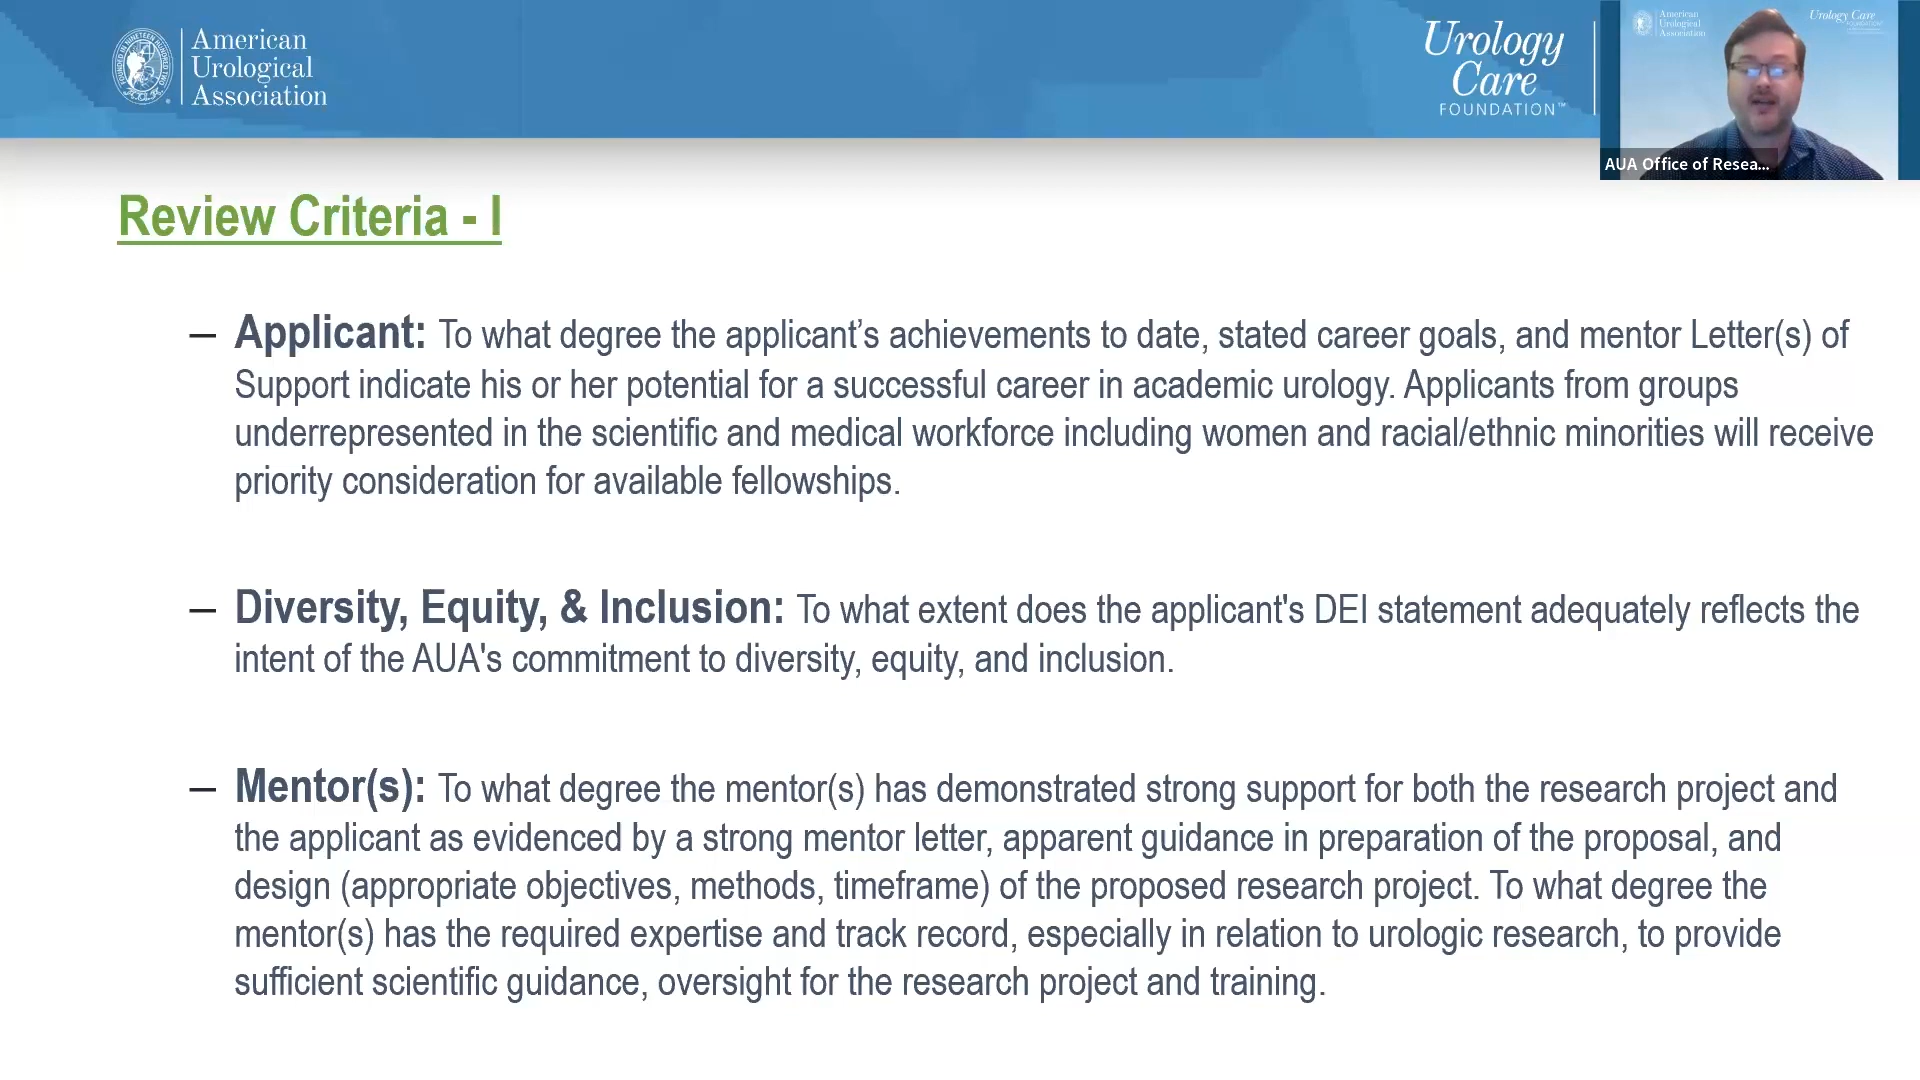 American
Urological
Association
Urology
Care
FOUNDATION™
American
Urological
Association
Urology Care
AUA Office of Resea...
Review Criteria - I
– Applicant: To what degree the applicant’s achievements to date, stated career goals, and mentor Letter(s) of
Support indicate his or her potential for a successful career in academic urology. Applicants from groups
underrepresented in the scientific and medical workforce including women and racial/ethnic minorities will receive
priority consideration for available fellowships.
– Diversity, Equity, & Inclusion: To what extent does the applicant's DEI statement adequately reflects the
intent of the AUA's commitment to diversity, equity, and inclusion.
– Mentor(s): To what degree the mentor(s) has demonstrated strong support for both the research project and
the applicant as evidenced by a strong mentor letter, apparent guidance in preparation of the proposal, and
design (appropriate objectives, methods, timeframe) of the proposed research project. To what degree the
mentor(s) has the required expertise and track record, especially in relation to urologic research, to provide
sufficient scientific guidance, oversight for the research project and training.